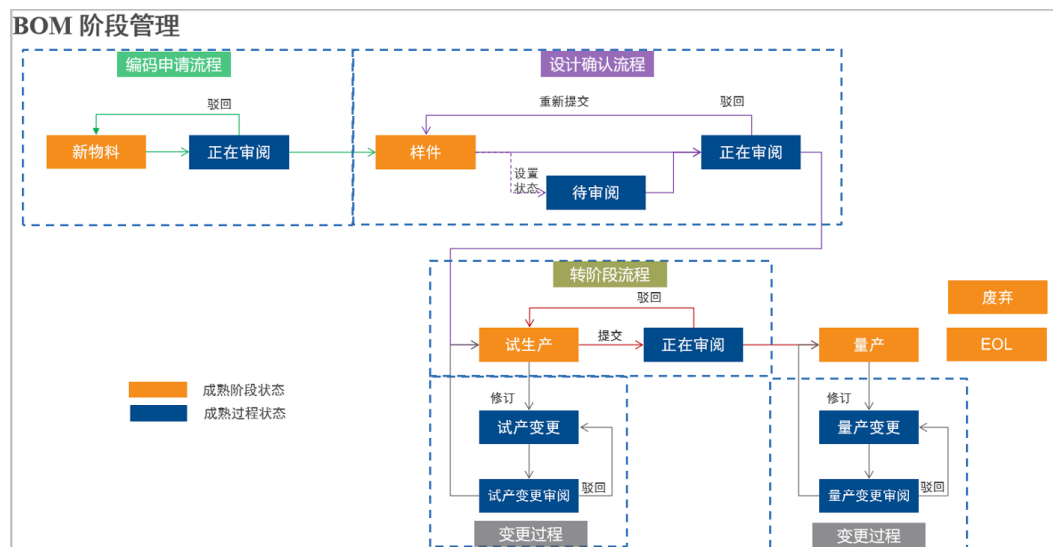 BOM 阶段管理
编码申请流程
设计确认流程
驳回
重新提交
驳回
新物料
正在审阅
样件
正在审阅
设置
状态
待审阅
转阶段流程
驳回
废弃
试生产
提交
正在审阅
量产
EOL
成熟阶段状态
成熟过程状态
修订
修订
试产变更
量产变更
试产变更审阅
驳回
量产变更审阅
驳回
变更过程
变更过程